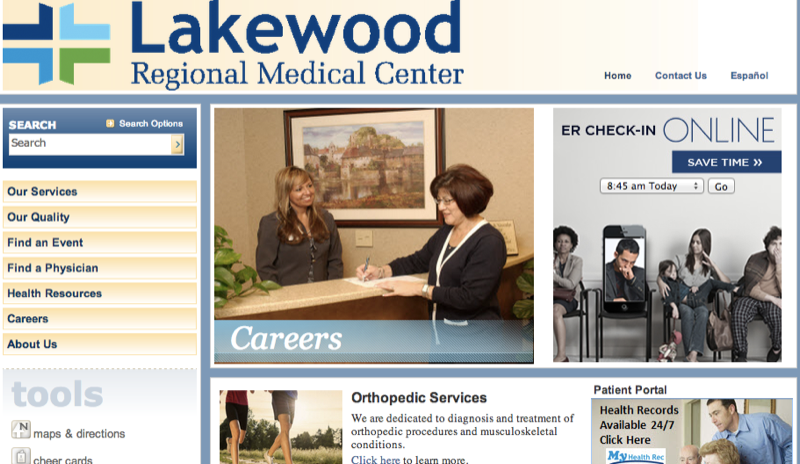 Lakewood
Regional Medical Center
Home Contact Us Español
SEARCH Search Options
Search
Our Services
Our Quality
Find an Event
Find a Physician
Health Resources
Careers
About Us
tools
N
maps & directions
cheer cards
Careers
ER CHECK-IN ONLINE
SAVE TIME »
8:45 am Today Go
Orthopedic Services
We are dedicated to diagnosis and treatment of
orthopedic procedures and musculoskeletal
conditions.
Click here to learn more.
Patient Portal
Health Records
Available 24/7
Click Here
My Health Rec